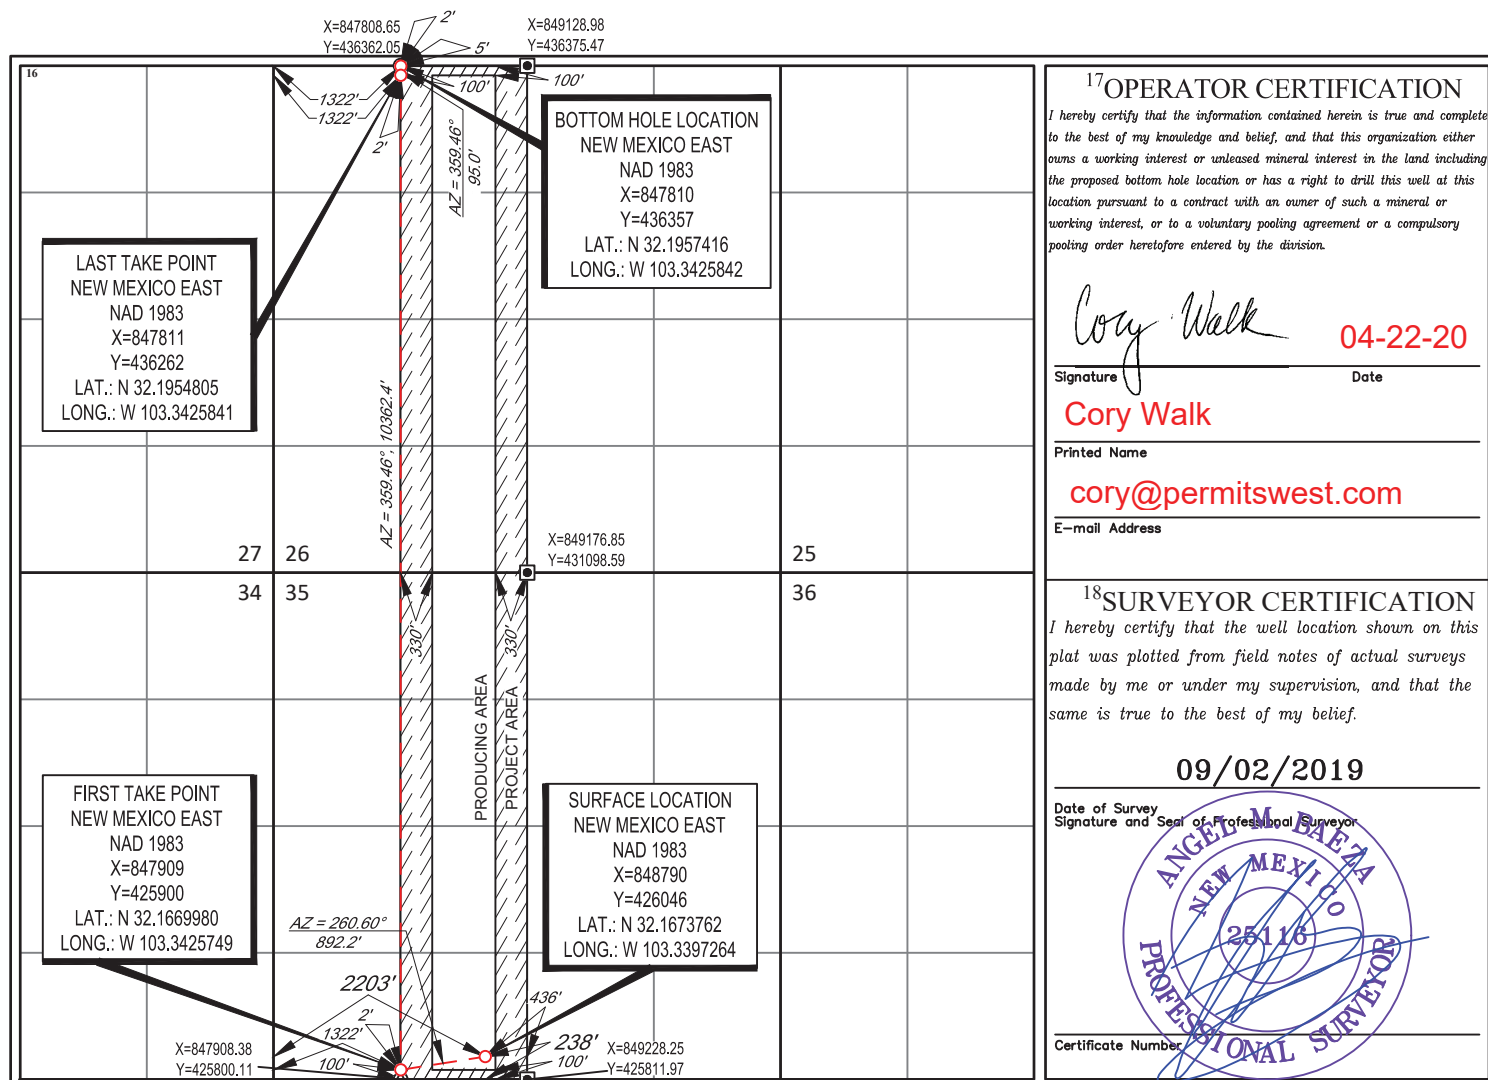 X=847808.65
Y=436362.05
2'
5'
X=849128.98
Y=436375.47
16
1322'
1322'
2'
100'
100'
AZ = 359.46°
95.0'
BOTTOM HOLE LOCATION
NEW MEXICO EAST
NAD 1983
X=847810
Y=436357
LAT.: N 32.1957416
LONG.: W 103.3425842
LAST TAKE POINT
NEW MEXICO EAST
NAD 1983
X=847811
Y=436262
LAT.: N 32.1954805
LONG.: W 103.3425841
AZ = 359.46°, 10362.4'
X=849176.85
Y=431098.59
27 26
25
34 35
36
330'
330'
PRODUCING AREA
PROJECT AREA
FIRST TAKE POINT
NEW MEXICO EAST
NAD 1983
X=847909
Y=425900
LAT.: N 32.1669980
LONG.: W 103.3425749
SURFACE LOCATION
NEW MEXICO EAST
NAD 1983
X=848790
Y=426046
LAT.: N 32.1673762
LONG.: W 103.3397264
AZ = 260.60°
892.2'
2203'
436'
2'
1322'
100'
238'
100'
X=847908.38
Y=425800.11
X=849228.25
Y=425811.97
17OPERATOR CERTIFICATION
I hereby certify that the information contained herein is true and complete
to the best of my knowledge and belief, and that this organization either
owns a working interest or unleased mineral interest in the land including
the proposed bottom hole location or has a right to drill this well at this
location pursuant to a contract with an owner of such a mineral or
working interest, or to a voluntary pooling agreement or a compulsory
pooling order heretofore entered by the division.
Cory Walk
04-22-20
Signature Date
Cory Walk
Printed Name
cory@permitswest.com
E-mail Address
18SURVEYOR CERTIFICATION
I hereby certify that the well location shown on this
plat was plotted from field notes of actual surveys
made by me or under my supervision, and that the
same is true to the best of my belief.
09/02/2019
Date of Survey
Signature and Seal of Professional Surveyor
ANGEL M. BAEZA
NEW MEXICO
25116
PROFESSIONAL SURVEYOR
Certificate Number